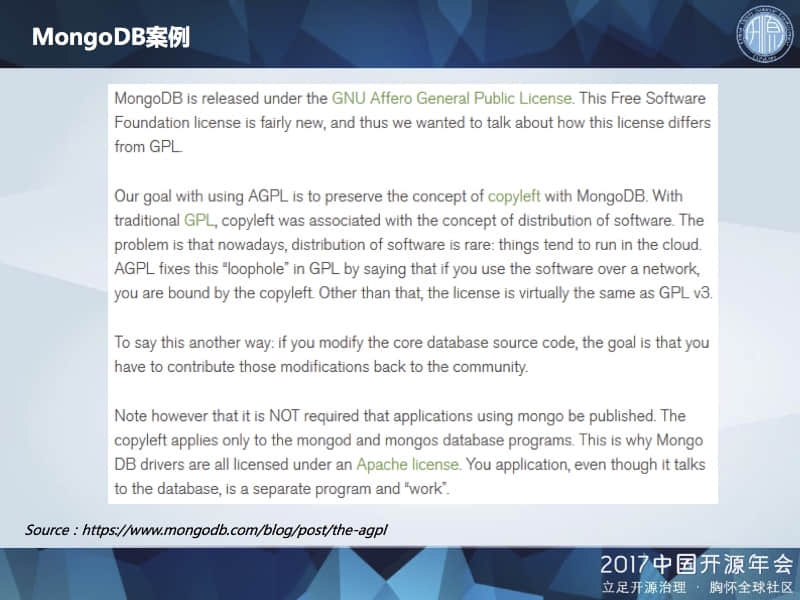 MongoDB案例
MongoDB is released under the GNU Affero General Public License. This Free Software
Foundation license is fairly new, and thus we wanted to talk about how this license differs
from GPL.
Our goal with using AGPL is to preserve the concept of copyleft with MongoDB. With
traditional GPL, copyleft was associated with the concept of distribution of software. The
problem is that nowadays, distribution of software is rare: things tend to run in the cloud.
AGPL fixes this “loophole” in GPL by saying that if you use the software over a network,
you are bound by the copyleft. Other than that, the license is virtually the same as GPL v3.
To say this another way: if you modify the core database source code, the goal is that you
have to contribute those modifications back to the community.
Note however that it is NOT required that applications using mongo be published. The
copyleft applies only to the mongod and mongos database programs. This is why Mongo
DB drivers are all licensed under an Apache license. You application, even though it talks
to the database, is a separate program and “work”.
Source：https://www.mongodb.com/blog/post/the-agpl
2017中国开源年会
立足开源治理 · 胸怀全球社区